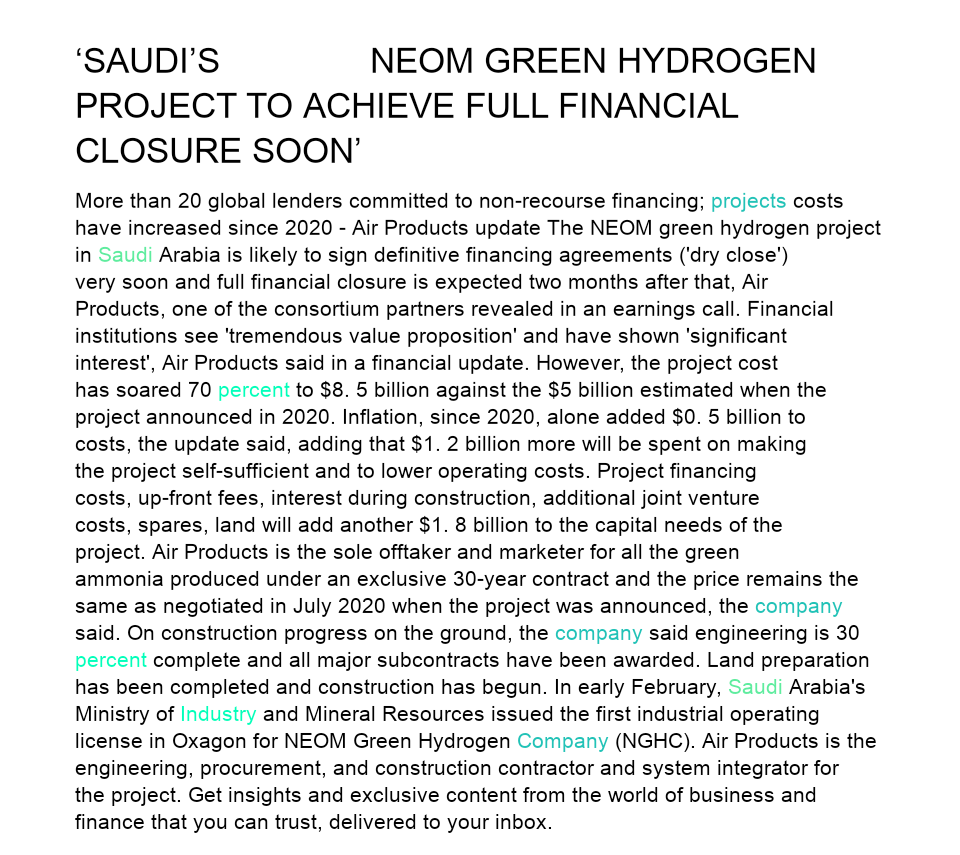 ‘SAUDI’S NEOM GREEN HYDROGEN
PROJECT TO ACHIEVE FULL FINANCIAL
CLOSURE SOON’
More than 20 global lenders committed to non-recourse financing; projects costs
have increased since 2020 - Air Products update The NEOM green hydrogen project
in Saudi Arabia is likely to sign definitive financing agreements ('dry close')
very soon and full financial closure is expected two months after that, Air
Products, one of the consortium partners revealed in an earnings call. Financial
institutions see 'tremendous value proposition' and have shown 'significant
interest', Air Products said in a financial update. However, the project cost
has soared 70 percent to $8. 5 billion against the $5 billion estimated when the
project announced in 2020. Inflation, since 2020, alone added $0. 5 billion to
costs, the update said, adding that $1. 2 billion more will be spent on making
the project self-sufficient and to lower operating costs. Project financing
costs, up-front fees, interest during construction, additional joint venture
costs, spares, land will add another $1. 8 billion to the capital needs of the
project. Air Products is the sole offtaker and marketer for all the green
ammonia produced under an exclusive 30-year contract and the price remains the
same as negotiated in July 2020 when the project was announced, the company
said. On construction progress on the ground, the company said engineering is 30
percent complete and all major subcontracts have been awarded. Land preparation
has been completed and construction has begun. In early February, Saudi Arabia's
Ministry of Industry and Mineral Resources issued the first industrial operating
license in Oxagon for NEOM Green Hydrogen Company (NGHC). Air Products is the
engineering, procurement, and construction contractor and system integrator for
the project. Get insights and exclusive content from the world of business and
finance that you can trust, delivered to your inbox.